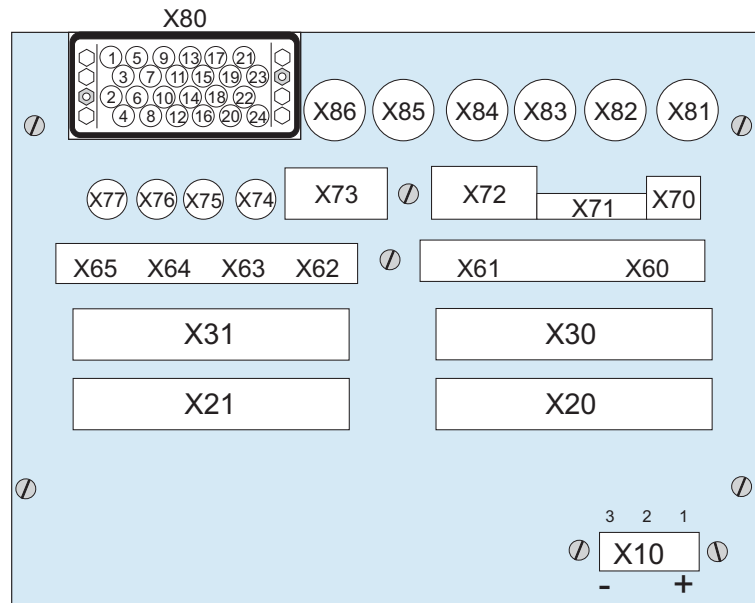 X80
1 5 9 13 17 21
3 7 11 15 19 23
2 6 10 14 18 22
4 8 12 16 20 24
X86 X85 X84 X83 X82 X81
X77 X76 X75 X74 X73 X72 X71 X70
X65 X64 X63 X62 X61 X60
X31 X30
X21 X20
3 2 1
X10
- +